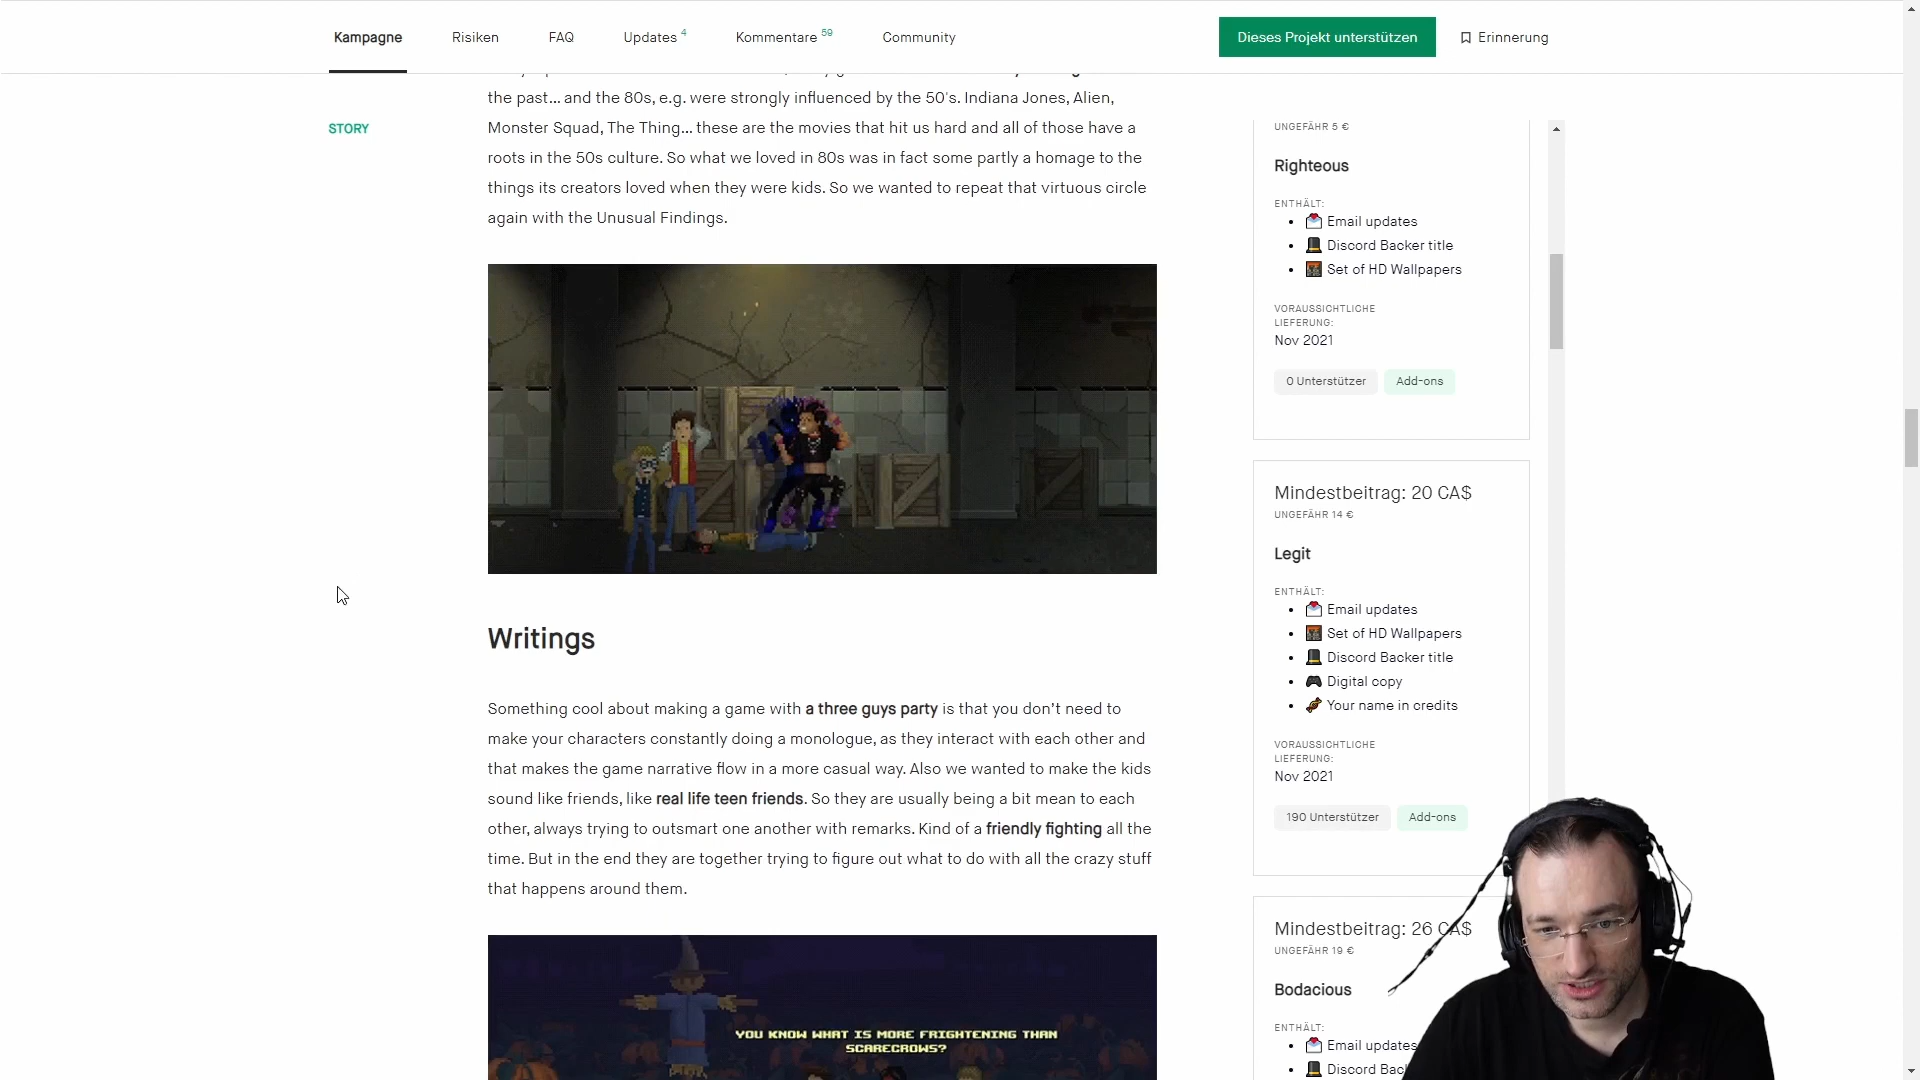 Kampagne
Risiken
FAQ
Updates 4
Kommentare 59
Community
Dieses Projekt unterstützen
Erinnerung
STORY
the past... and the 80s, e.g. were strongly influenced by the 50's. Indiana Jones, Alien,
Monster Squad, The Thing... these are the movies that hit us hard and all of those have a
roots in the 50s culture. So what we loved in 80s was in fact some partly a homage to the
things its creators loved when they were kids. So we wanted to repeat that virtuous circle
again with the Unusual Findings.
Writings
Something cool about making a game with a three guys party is that you don't need to
make your characters constantly doing a monologue, as they interact with each other and
that makes the game narrative flow in a more casual way. Also we wanted to make the kids
sound like friends, like real life teen friends. So they are usually being a bit mean to each
other, always trying to outsmart one another with remarks. Kind of a friendly fighting all the
time. But in the end they are together trying to figure out what to do with all the crazy stuff
that happens around them.
YOU KNOW WHAT IS MORE FRIGHTENING THAN
SCARECROWS?
UNGEFÄHR 5 €
Righteous
ENTHÄLT:
Email updates
Discord Backer title
Set of HD Wallpapers
VORAUSSICHTLICHE
LIEFERUNG:
Nov 2021
0 Unterstützer
Add-ons
Mindestbeitrag: 20 CA$
UNGEFÄHR 14 €
Legit
ENTHÄLT:
Email updates
Set of HD Wallpapers
Discord Backer title
Digital copy
Your name in credits
VORAUSSICHTLICHE
LIEFERUNG:
Nov 2021
190 Unterstützer
Add-ons
Mindestbeitrag: 26 CA$
UNGEFÄHR 19 €
Bodacious
ENTHÄLT:
Email updates
Discord